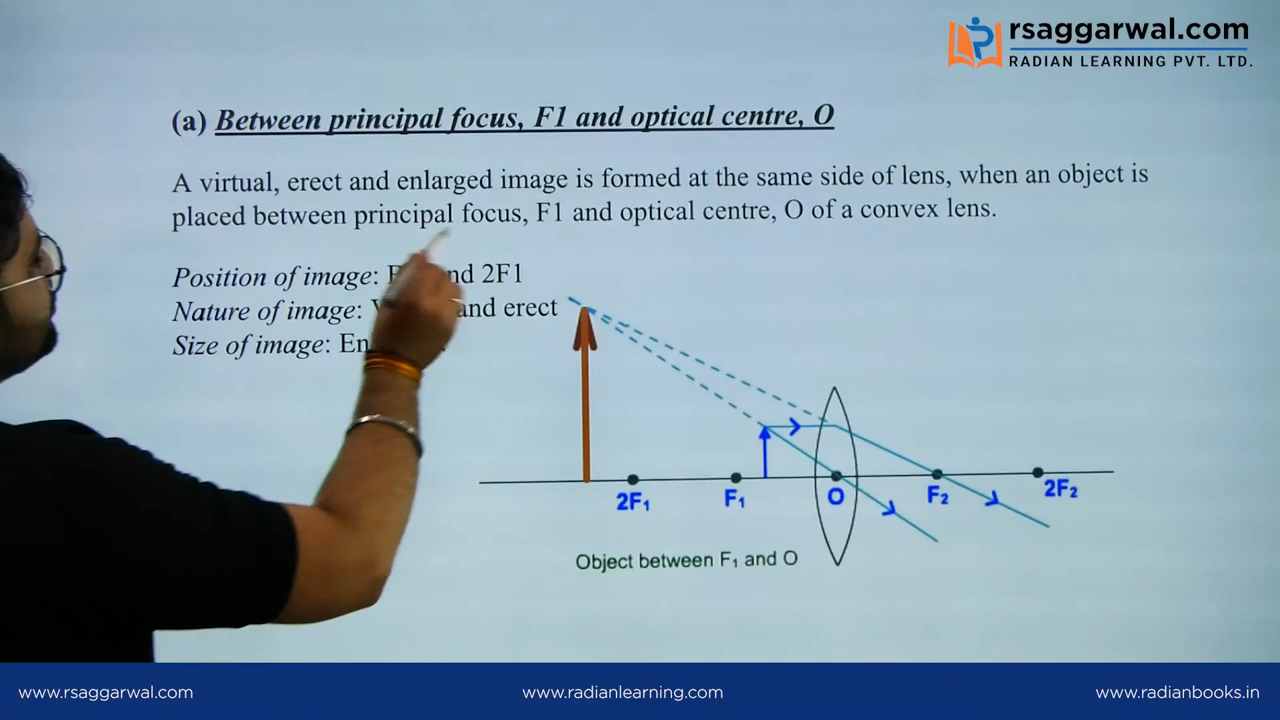 rsaggarwal.com
RADIAN LEARNING PVT. LTD.
(a) Between principal focus, F1 and optical centre, O
A virtual, erect and enlarged image is formed at the same side of lens, when an object is
placed between principal focus, F1 and optical centre, O of a convex lens.
Position of image: 2F1
Nature of image: and erect
Size of image:
2F₁ F₁ O F₂ 2F₂
Object between F₁ and O
www.rsaggarwal.com www.radianlearning.com www.radianbooks.in